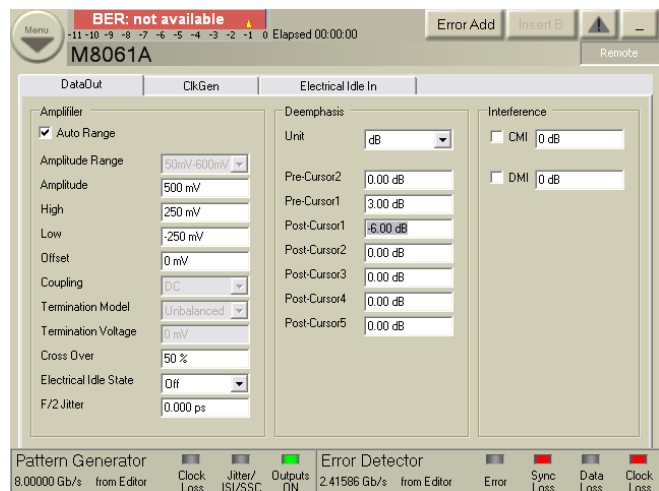 Menu
BER: not available
-11 -10 -9 -8 -7 -6 -5 -4 -3 -2 -1 0 Elapsed 00:00:00
Error Add
Insert B
M8061A
Remote
DataOut
ClkGen
Electrical Idle In
Amplifiler
Auto Range
Amplitude Range 50mV-600mV
Amplitude 500 mV
High 250 mV
Low -250 mV
Offset 0 mV
Coupling DC
Termination Model Unbalanced
Termination Voltage 0 mV
Cross Over 50 %
Electrical Idle State Off
F/2 Jitter 0.000 ps
Deemphasis
Unit dB
Pre-Cursor2 0.00 dB
Pre-Cursor1 3.00 dB
Post-Cursor1 -6.00 dB
Post-Cursor2 0.00 dB
Post-Cursor3 0.00 dB
Post-Cursor4 0.00 dB
Post-Cursor5 0.00 dB
Interference
CMI 0 dB
DMI 0 dB
Pattern Generator
8.00000 Gb/s from Editor
Clock Loss
Jitter/ ISI/SSC
Outputs ON
Error Detector
2.41586 Gb/s from Editor
Error
Sync Loss
Data Loss
Clock Loss